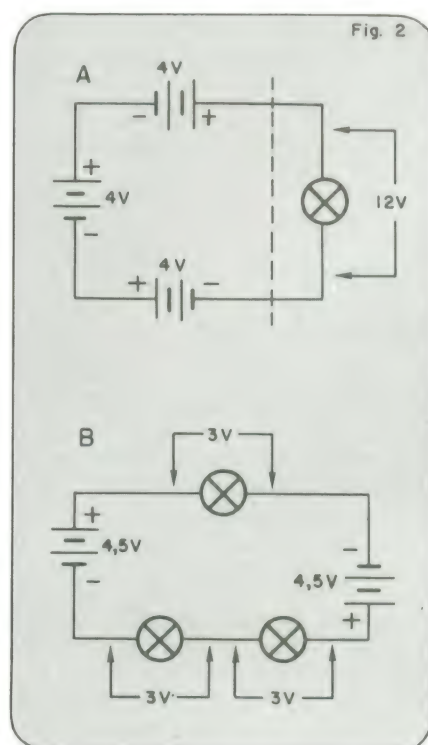 Fig. 2
A
4V
- +
+
4V
-
12V
4V
+ -
B
3V
+
4,5V
-
-
4,5V
+
3V
3V